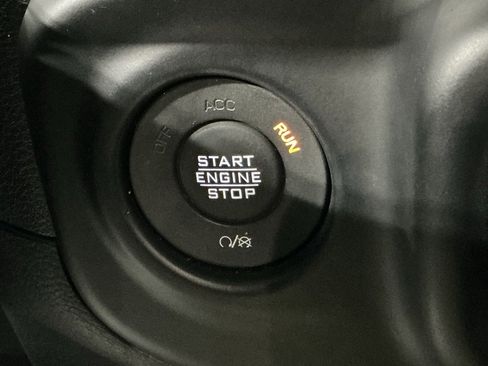 ACC
OFF
RUN
START
ENGINE
STOP